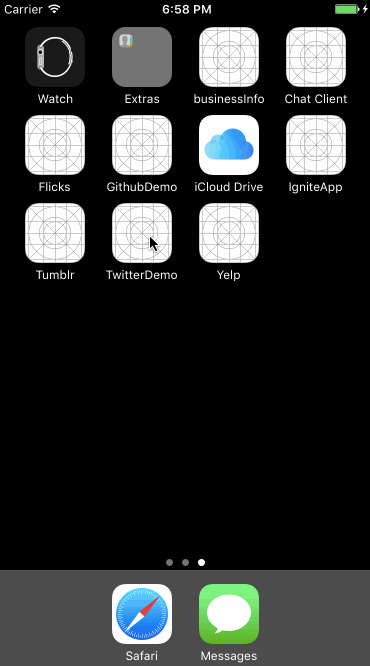 Carrier 6:58 PM
Watch Extras businessInfo Chat Client
Flicks GithubDemo iCloud Drive IgniteApp
Tumblr TwitterDemo Yelp
Safari Messages